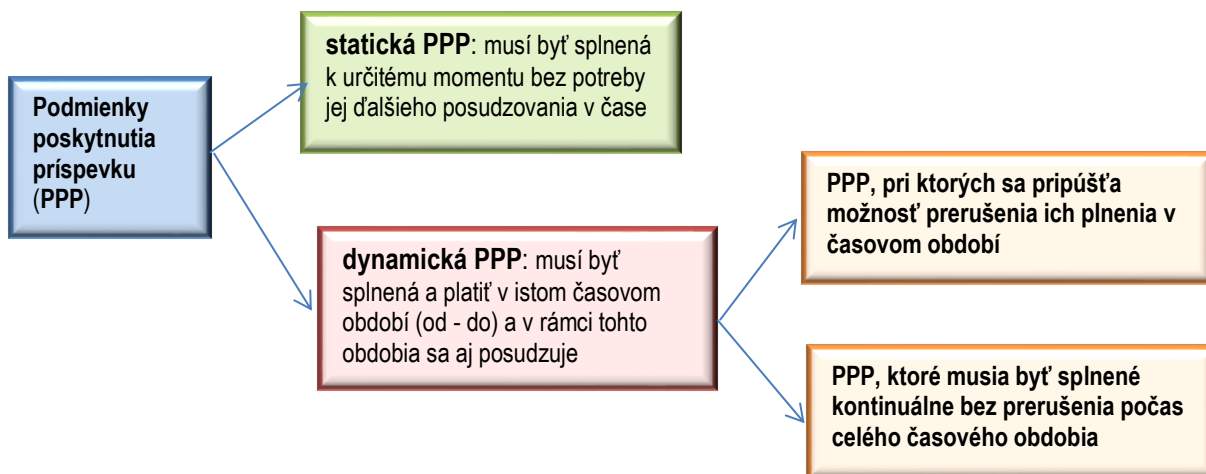 Podmienky
poskytnutia
príspevku
(PPP)
statická PPP: musí byť splnená
k určitému momentu bez potreby
jej ďalšieho posudzovania v čase
dynamická PPP: musí byť
splnená a platiť v istom časovom
období (od - do) a v rámci tohto
obdobia sa aj posudzuje
PPP, pri ktorých sa pripúšťa
možnosť prerušenia ich plnenia v
časovom období
PPP, ktoré musia byť splnené
kontinuálne bez prerušenia počas
celého časového obdobia